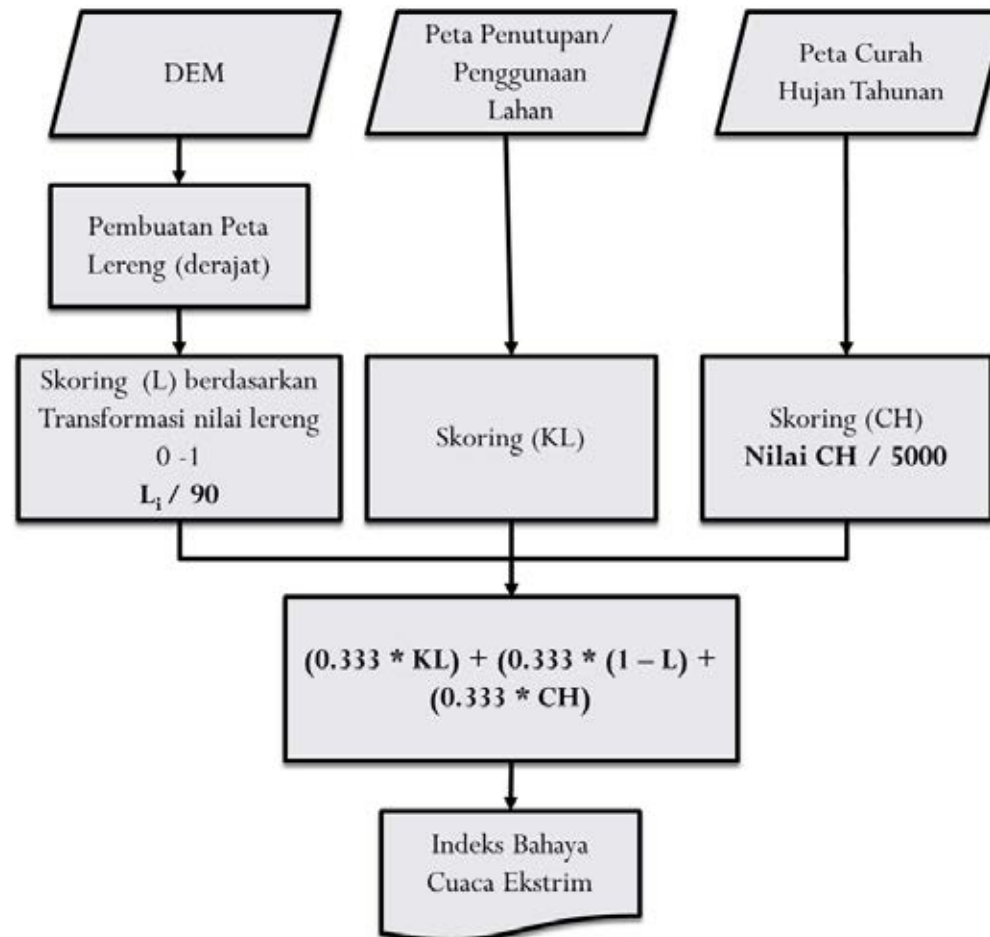 DEM
Peta Penutupan/
Penggunaan
Lahan
Peta Curah
Hujan Tahunan
Pembuatan Peta
Lereng (derajat)
Skoring (L) berdasarkan
Transformasi nilai lereng
0 -1
Lᵢ / 90
Skoring (KL)
Skoring (CH)
Nilai CH / 5000
(0.333 * KL) + (0.333 * (1 – L) +
(0.333 * CH)
Indeks Bahaya
Cuaca Ekstrim